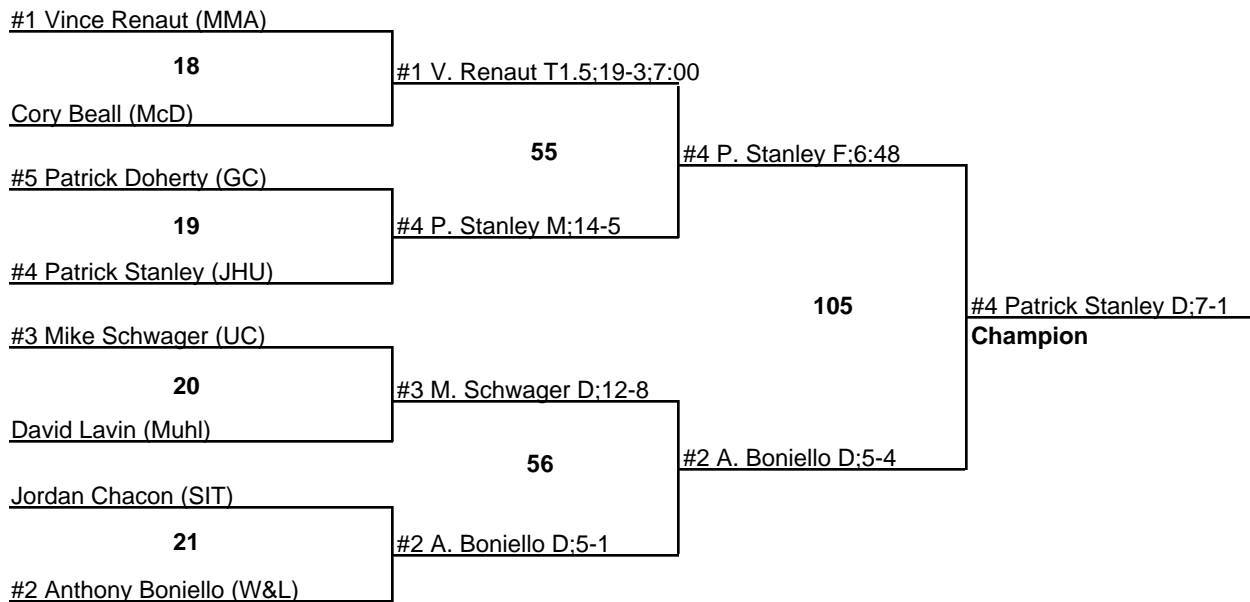 #1 Vince Renaut (MMA)
18
#1 V. Renaut T1.5;19-3;7:00
Cory Beall (McD)
55
#4 P. Stanley F;6:48
#5 Patrick Doherty (GC)
19
#4 P. Stanley M;14-5
#4 Patrick Stanley (JHU)
105
#4 Patrick Stanley D;7-1
Champion
#3 Mike Schwager (UC)
20
#3 M. Schwager D;12-8
David Lavin (Muhl)
56
#2 A. Boniello D;5-4
Jordan Chacon (SIT)
21
#2 A. Boniello D;5-1
#2 Anthony Boniello (W&L)